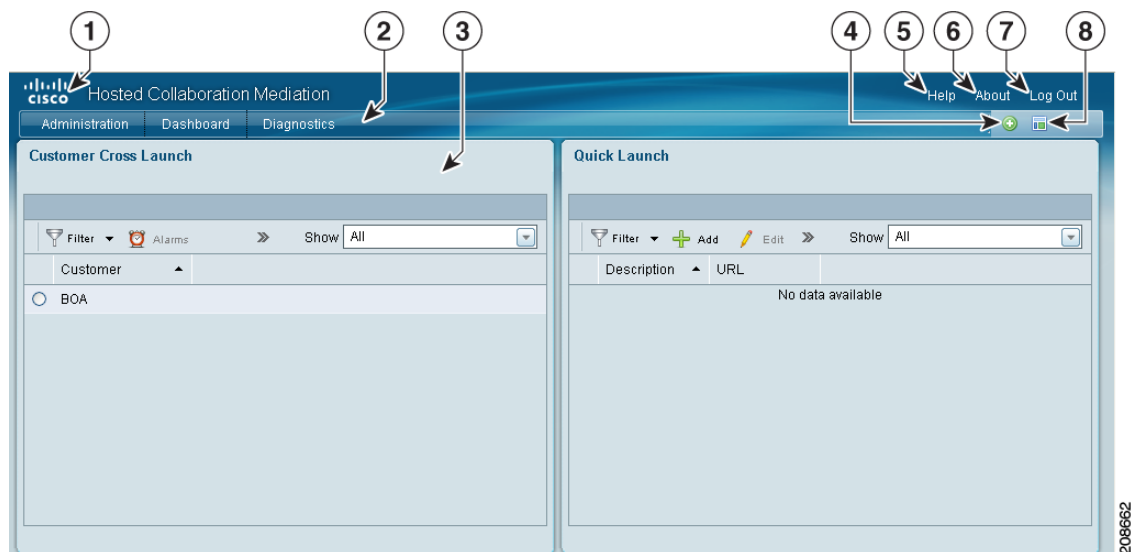 1 2 3 4 5 6 7 8
CISCO Hosted Collaboration Mediation Help About Log Out
Administration Dashboard Diagnostics
Customer Cross Launch
Filter Alarms » Show All
Customer
BOA
Quick Launch
Filter Add Edit » Show All
Description URL
No data available
208662